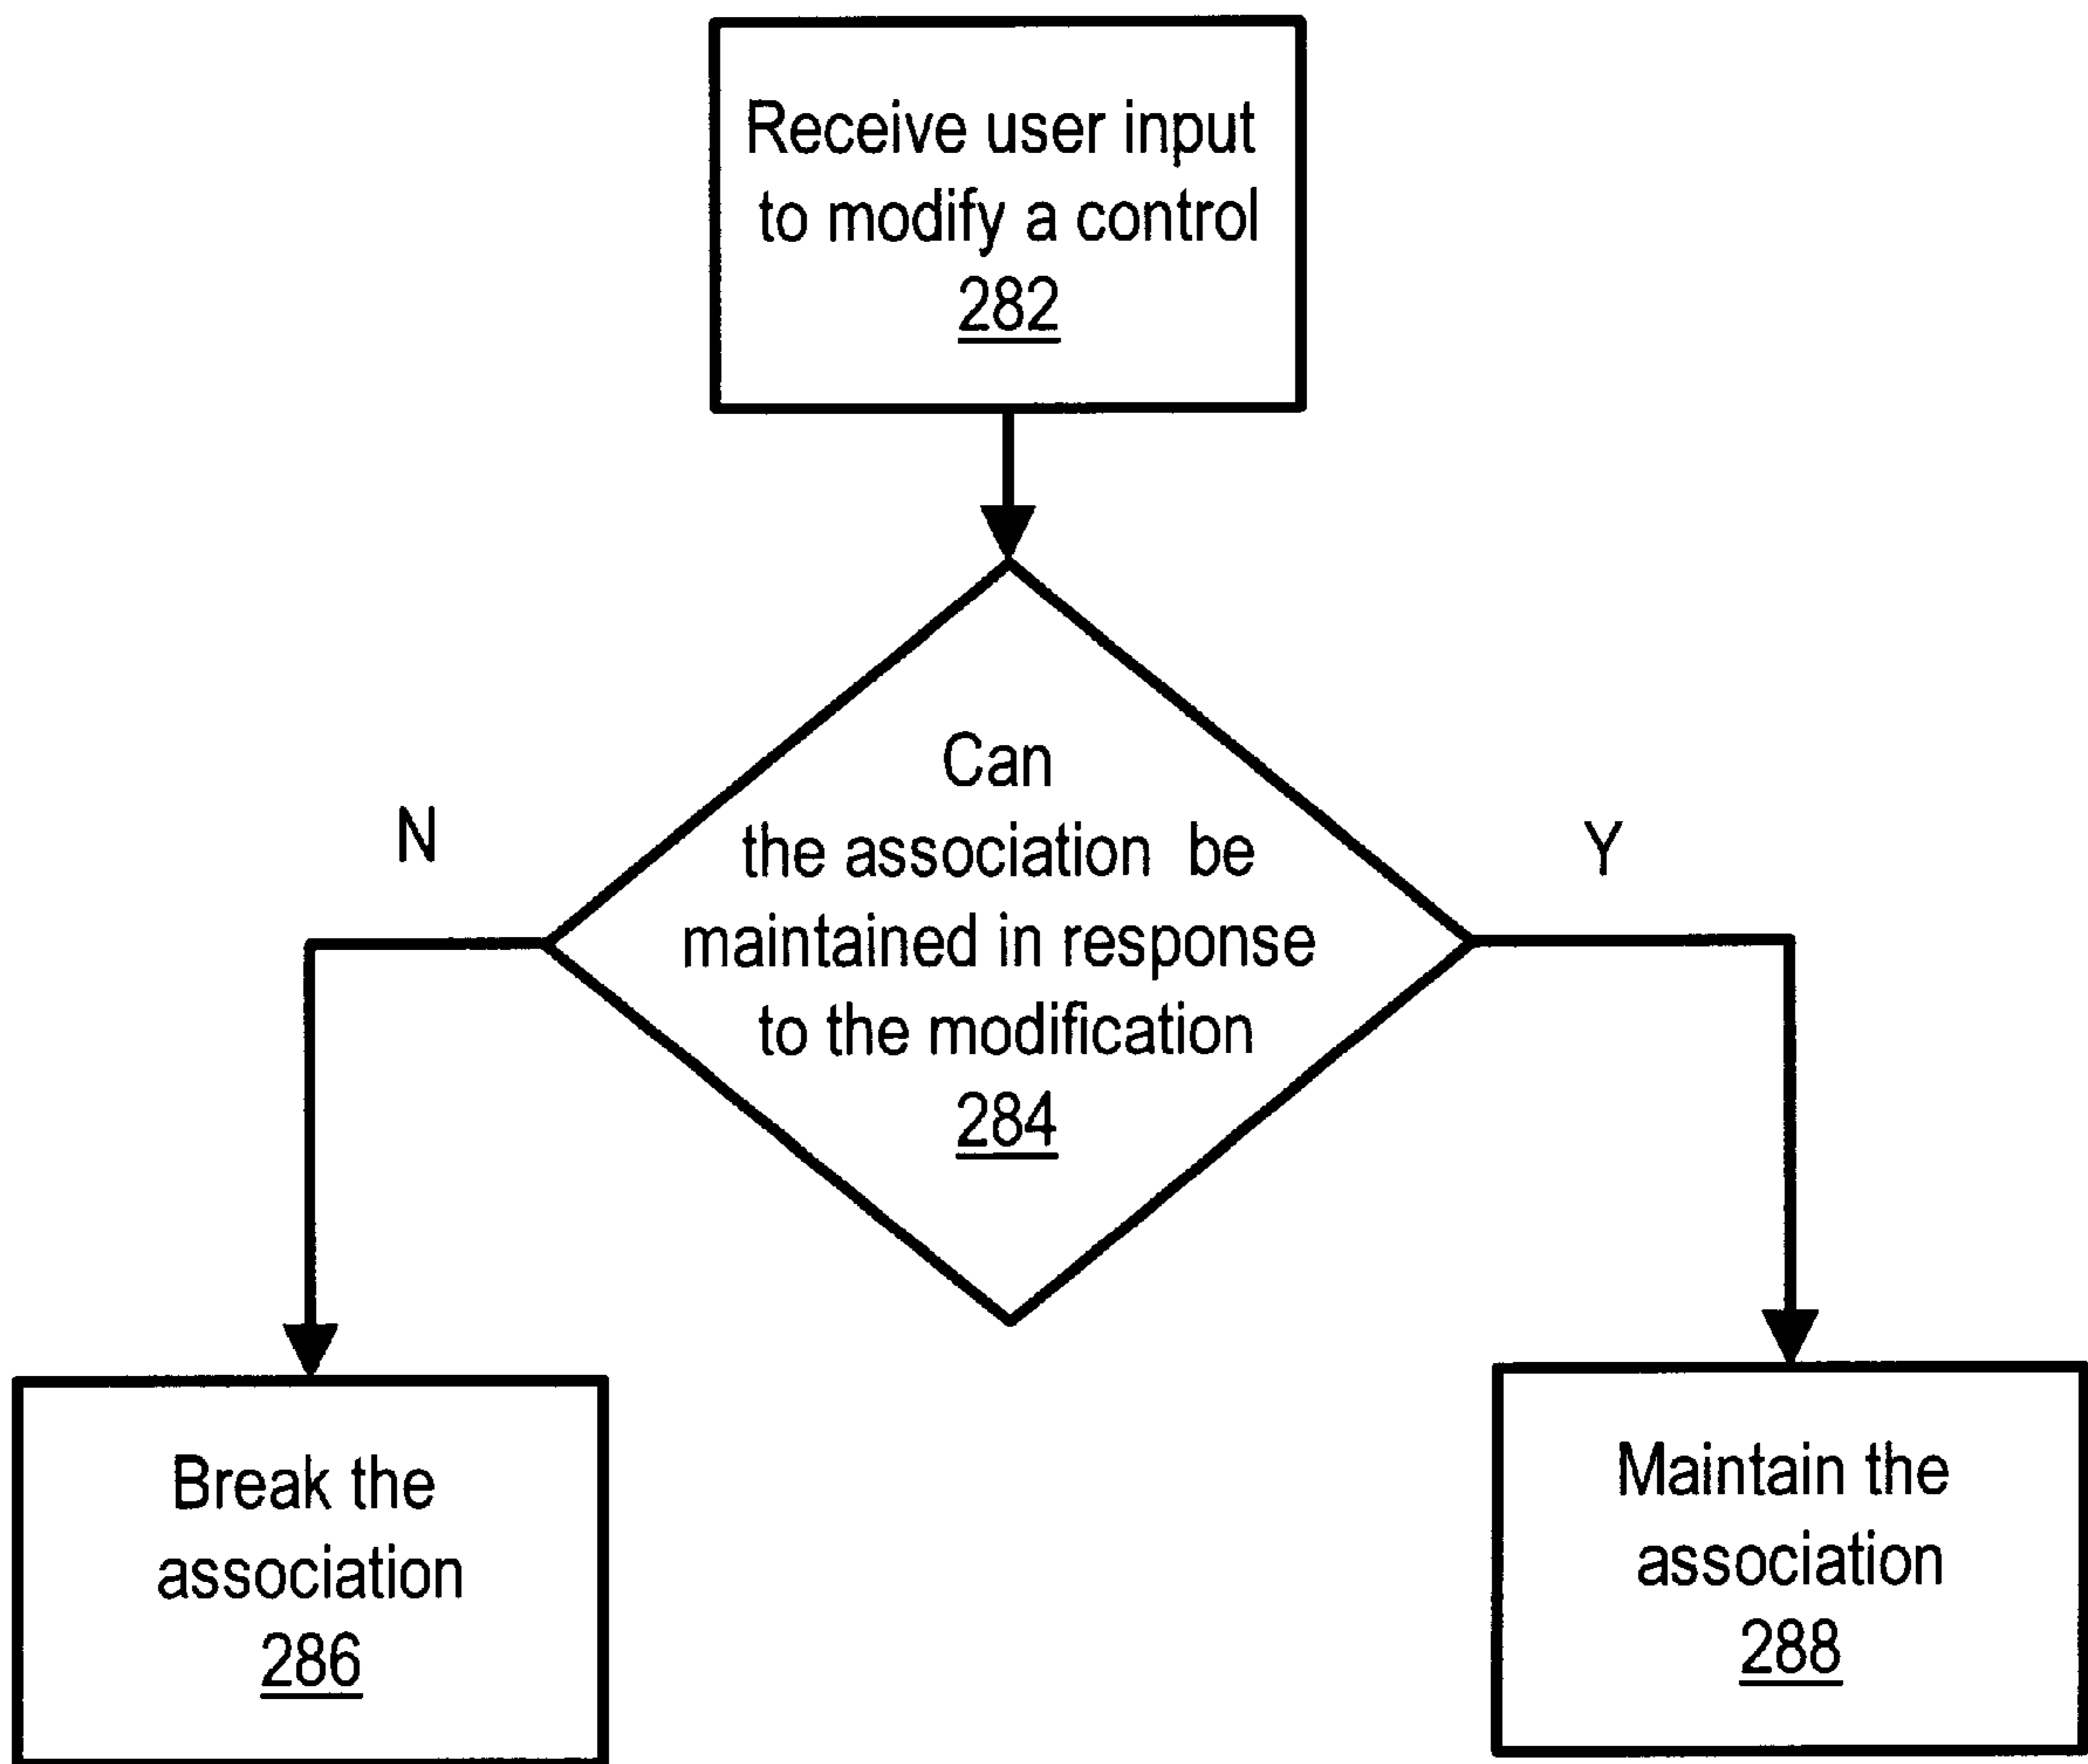 Receive user input
to modify a control
282
Can
the association be
maintained in response
to the modification
284
N
Y
Break the
association
286
Maintain the
association
288